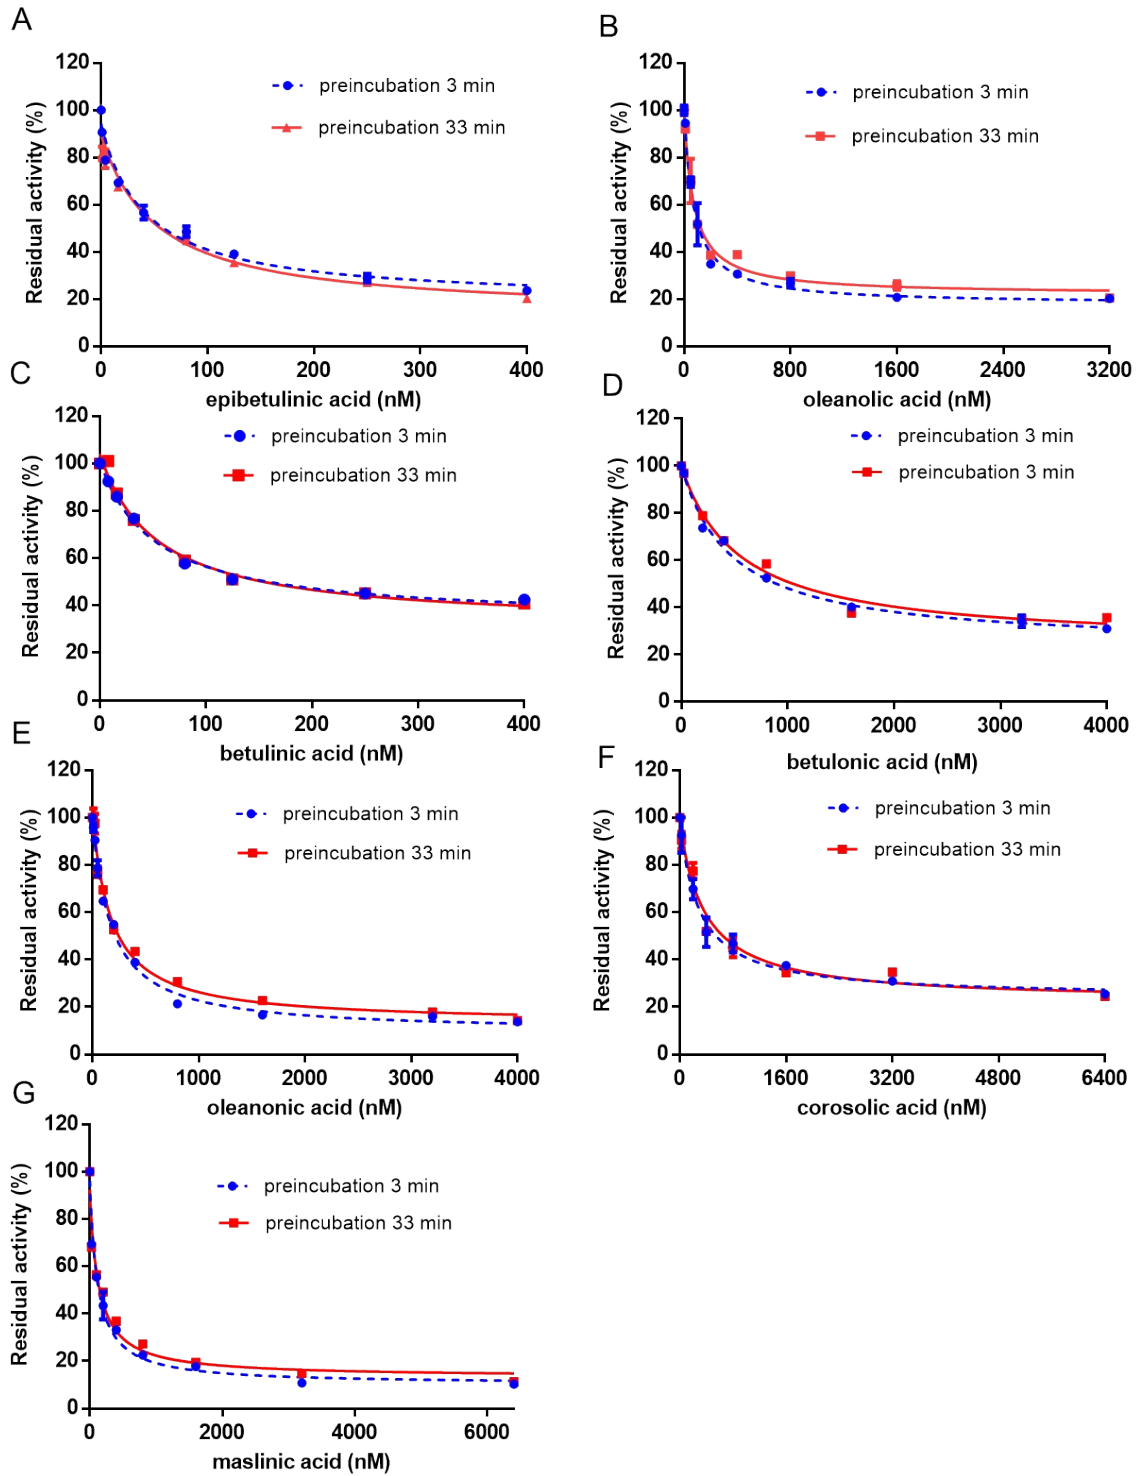 A
Residual activity (%)
120
100
80
60
40
20
0
preincubation 3 min
preincubation 33 min
0 100 200 300 400
epibetulinic acid (nM)
B
Residual activity (%)
120
100
80
60
40
20
0
preincubation 3 min
preincubation 33 min
0 800 1600 2400 3200
oleanolic acid (nM)
C
Residual activity (%)
120
100
80
60
40
20
0
preincubation 3 min
preincubation 33 min
0 100 200 300 400
betulinic acid (nM)
D
Residual activity (%)
120
100
80
60
40
20
0
preincubation 3 min
preincubation 3 min
0 1000 2000 3000 4000
betulonic acid (nM)
E
Residual activity (%)
120
100
80
60
40
20
0
preincubation 3 min
preincubation 33 min
0 1000 2000 3000 4000
oleanonic acid (nM)
F
Residual activity (%)
120
100
80
60
40
20
0
preincubation 3 min
preincubation 33 min
0 1600 3200 4800 6400
corosolic acid (nM)
G
Residual activity (%)
120
100
80
60
40
20
0
preincubation 3 min
preincubation 33 min
0 2000 4000 6000
maslinic acid (nM)